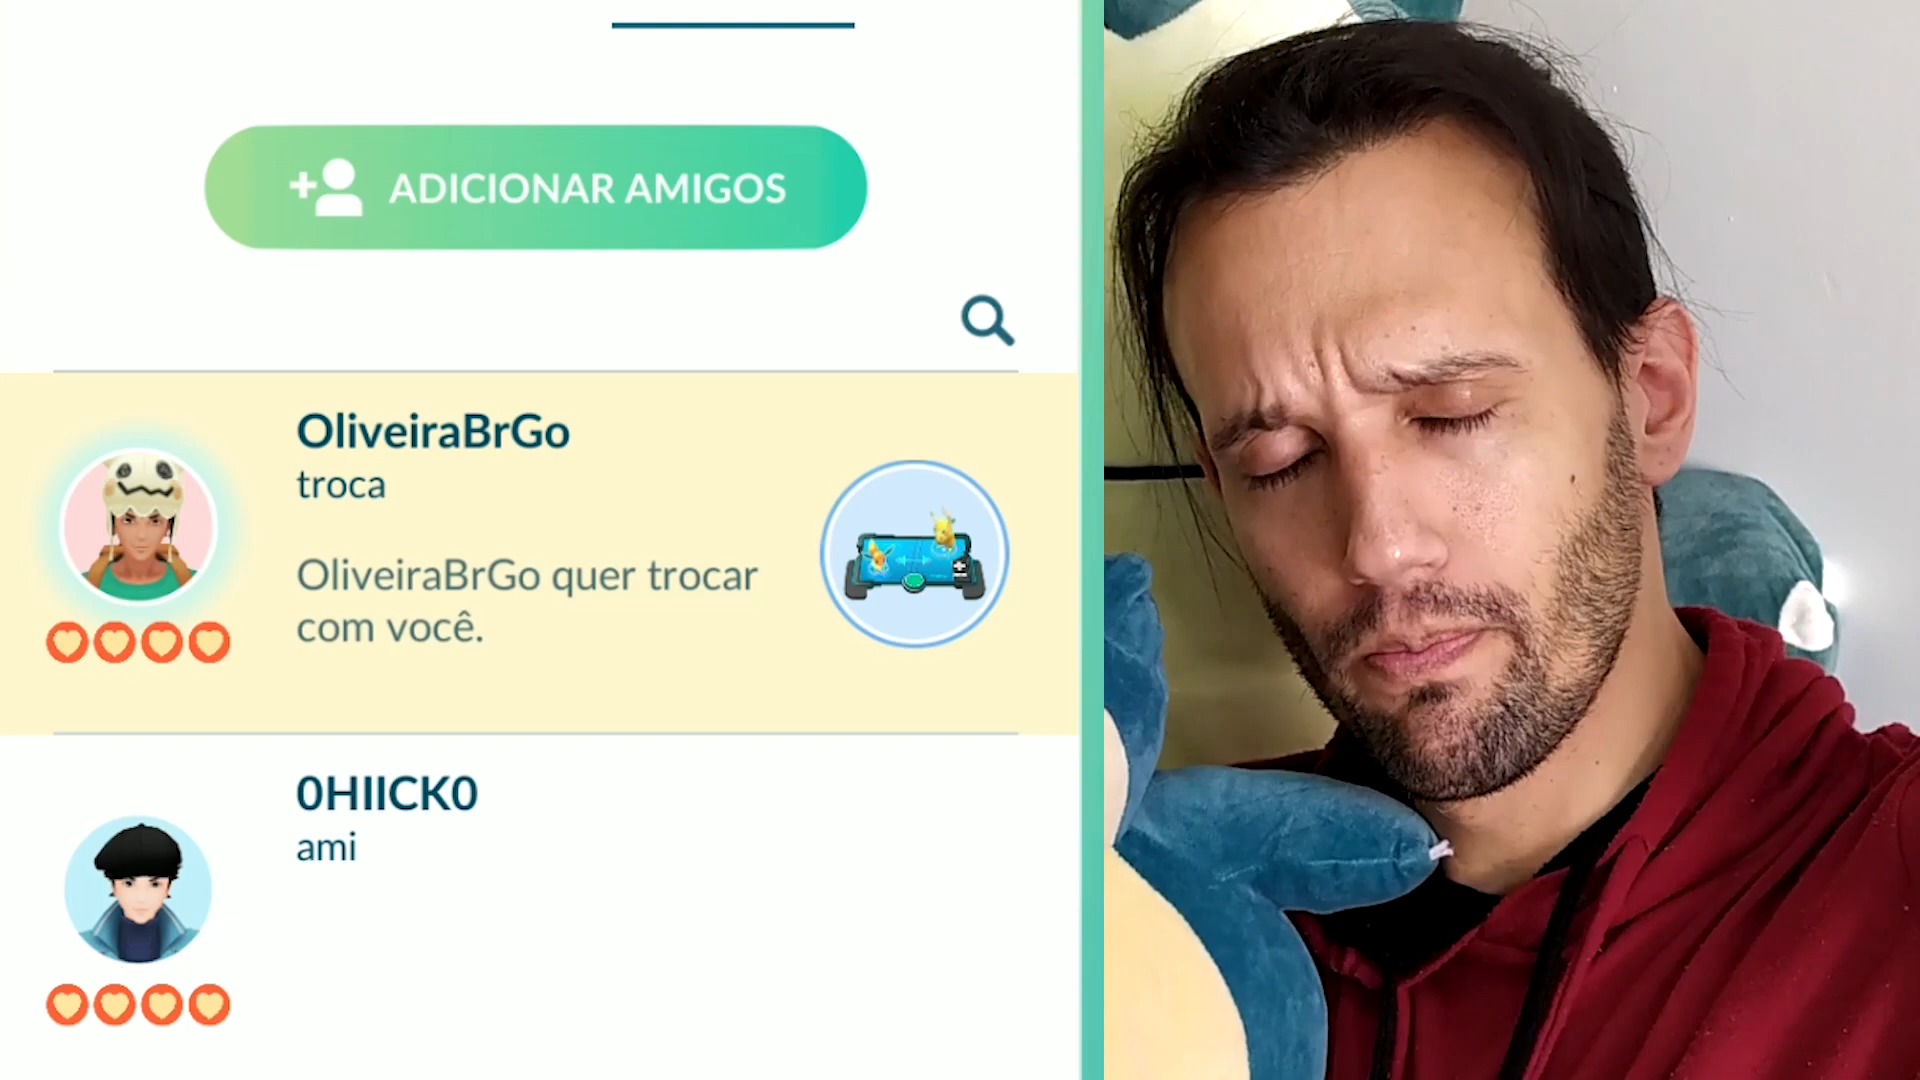 ADICIONAR AMIGOS
OliveiraBrGo
troca
OliveiraBrGo quer trocar
com você.
0HIICK0
ami